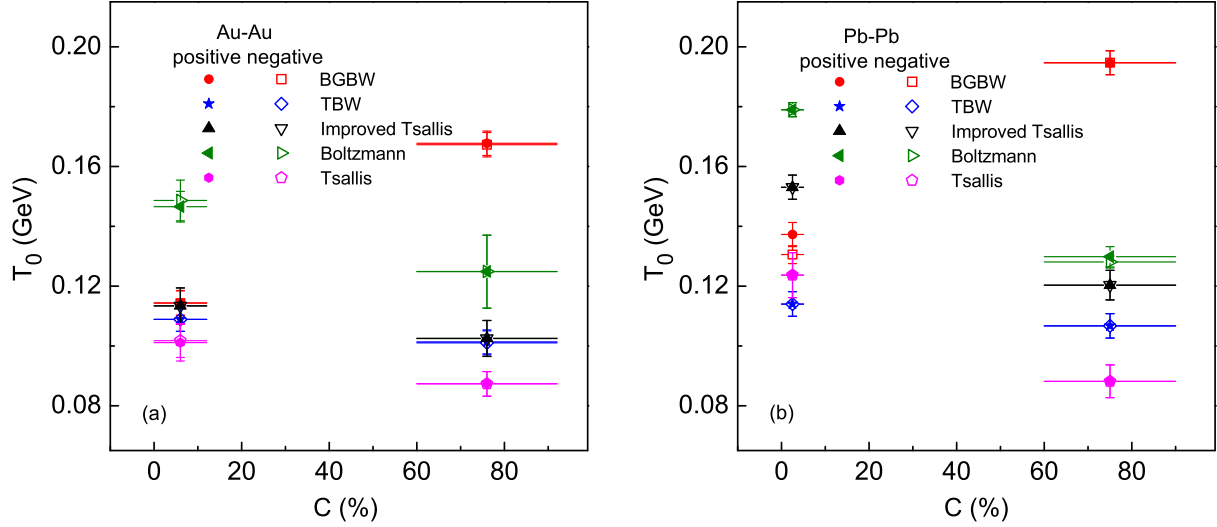 Au-Au
positive negative
BGBW
TBW
Improved Tsallis
Boltzmann
Tsallis
0.20
0.16
0.12
0.08
T0 (GeV)
(a)
0 20 40 60 80
C (%)
Pb-Pb
positive negative
BGBW
TBW
Improved Tsallis
Boltzmann
Tsallis
0.20
0.16
0.12
0.08
T0 (GeV)
(b)
0 20 40 60 80
C (%)